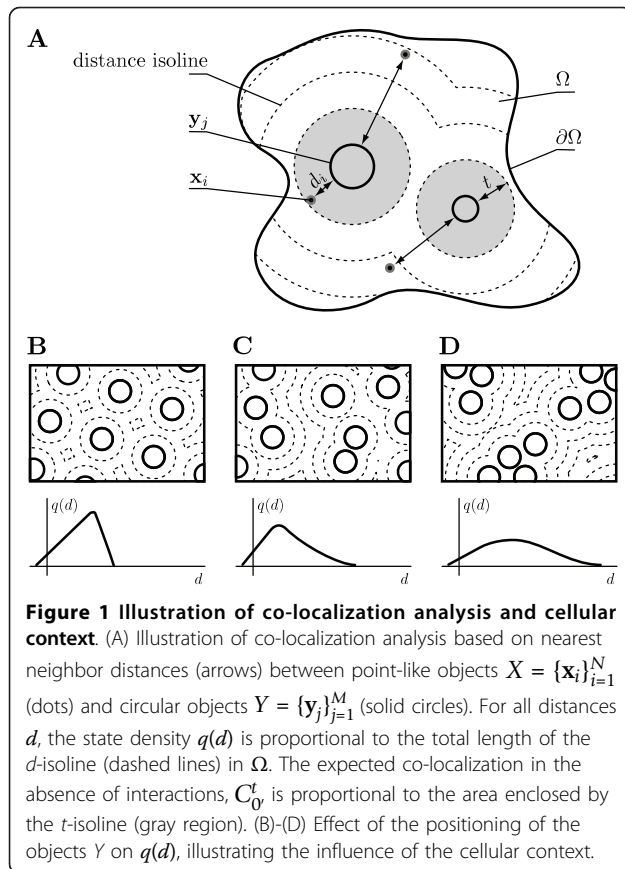 A
distance isoline
Ω
y_j
∂Ω
x_i
d_i
t
B
C
D
q(d)
q(d)
q(d)
d
d
d
Figure 1 Illustration of co-localization analysis and cellular
context. (A) Illustration of co-localization analysis based on nearest
neighbor distances (arrows) between point-like objects X = {x_i}_{i=1}^N
(dots) and circular objects Y = {y_j}_{j=1}^M (solid circles). For all distances
d, the state density q(d) is proportional to the total length of the
d-isoline (dashed lines) in Ω. The expected co-localization in the
absence of interactions, C_0^t, is proportional to the area enclosed by
the t-isoline (gray region). (B)-(D) Effect of the positioning of the
objects Y on q(d), illustrating the influence of the cellular context.